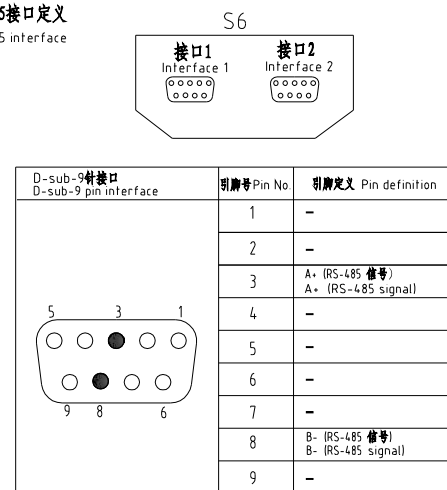 接口定义
5 interface
S6
接口1
Interface 1
接口2
Interface 2
D-sub-9针接口
D-sub-9 pin interface
引脚号Pin No.
引脚定义 Pin definition
1 –
2 –
3 A+ (RS-485 信号)
A+ (RS-485 signal)
4 –
5 –
6 –
7 –
8 B- (RS-485 信号)
B- (RS-485 signal)
9 –
5 3 1
9 8 6